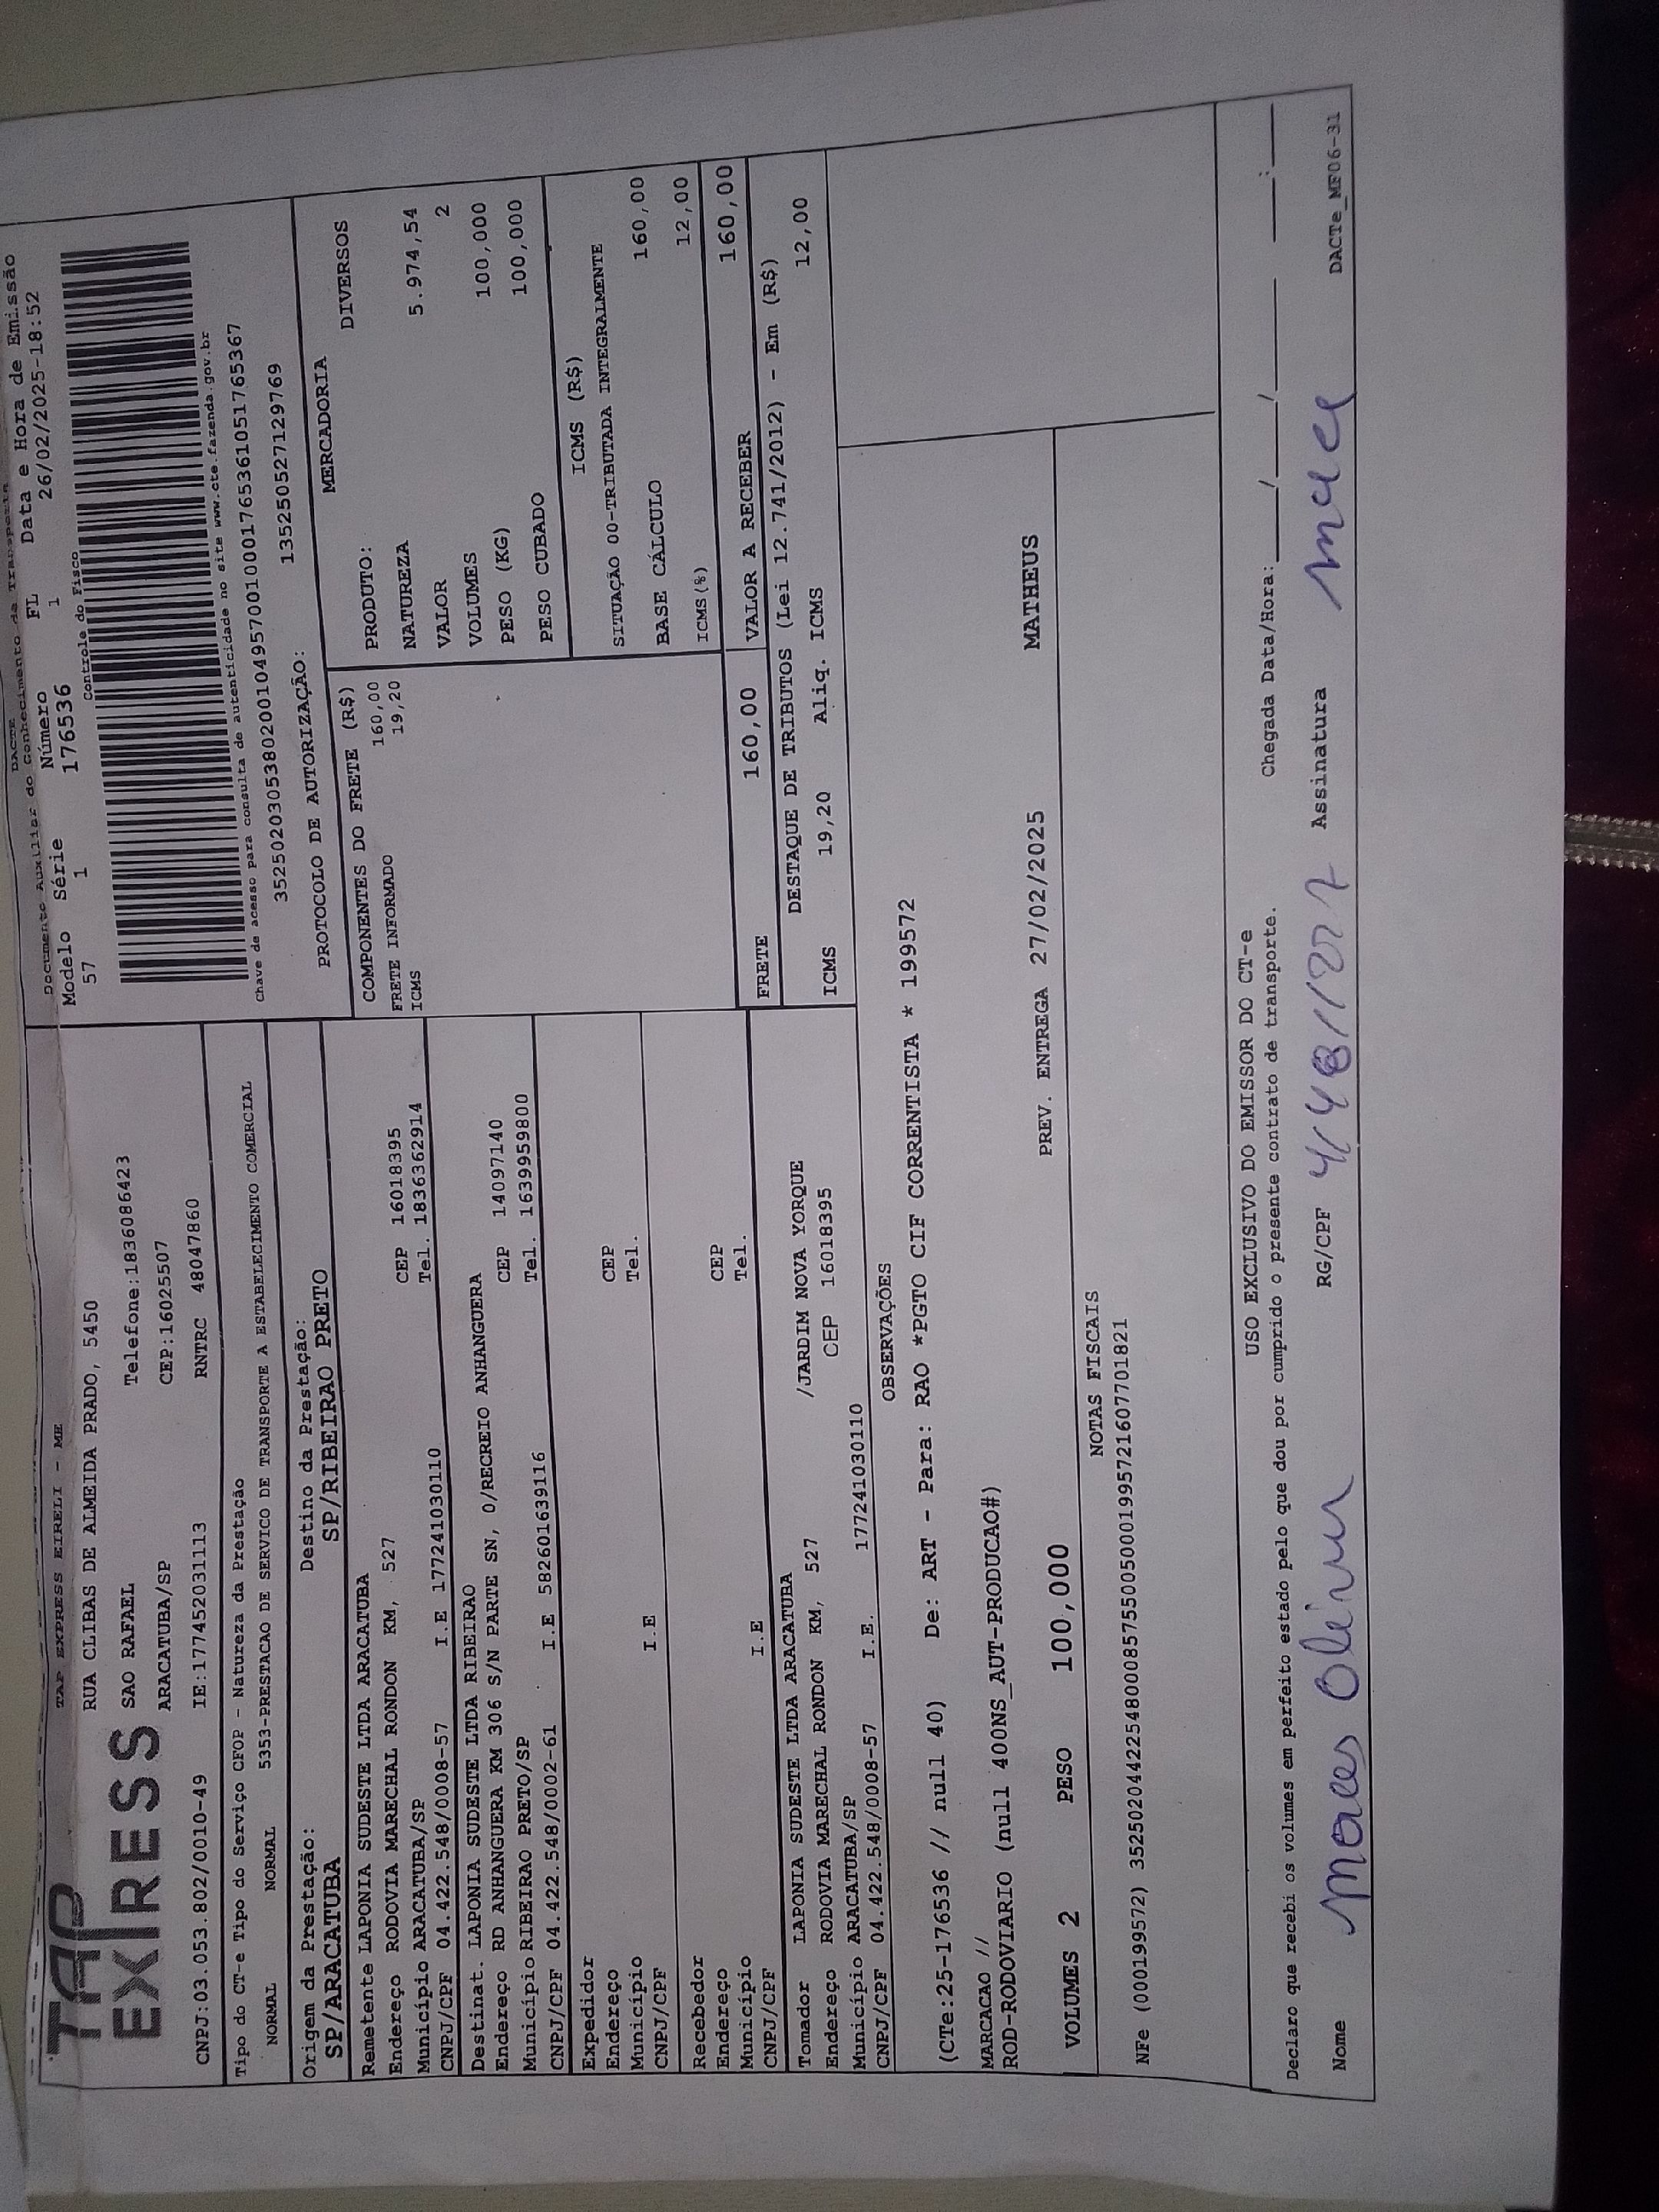 TAP
EXPRESS
TAP EXPRESS EIRELI - ME
RUA CLIBAS DE ALMEIDA PRADO, 5450
SAO RAFAEL Telefone:1836086423
ARACATUBA/SP CEP:16025507
CNPJ:03.053.802/0010-49 IE:177452031113 RNTRC 48047860
DACTE
Documento Auxiliar do Conhecimento de Transporte
Modelo Série Número FL Data e Hora de Emissão
57 1 176536 1 26/02/2025-18:52
Controle do Fisco
Chave de acesso para consulta de autenticidade no site www.cte.fazenda.gov.br
35250203053802001049570010001765361051765367
PROTOCOLO DE AUTORIZAÇÃO: 135250527129769
Tipo do CT-e Tipo do Serviço CFOP - Natureza da Prestação
NORMAL NORMAL 5353-PRESTACAO DE SERVICO DE TRANSPORTE A ESTABELECIMENTO COMERCIAL
Origem da Prestação: Destino da Prestação:
SP/ARACATUBA SP/RIBEIRAO PRETO
Remetente LAPONIA SUDESTE LTDA ARACATUBA
Endereço RODOVIA MARECHAL RONDON KM, 527 CEP 16018395
Município ARACATUBA/SP Tel. 1836362914
CNPJ/CPF 04.422.548/0008-57 I.E 177241030110
Destinat. LAPONIA SUDESTE LTDA RIBEIRAO
Endereço RD ANHANGUERA KM 306 S/N PARTE SN, 0/RECREIO ANHANGUERA
Município RIBEIRAO PRETO/SP CEP 14097140
CNPJ/CPF 04.422.548/0002-61 I.E 582601639116 Tel. 1639959800
Expedidor
Endereço CEP
Município Tel.
CNPJ/CPF I.E
Recebedor
Endereço CEP
Município Tel.
CNPJ/CPF I.E
Tomador LAPONIA SUDESTE LTDA ARACATUBA
Endereço RODOVIA MARECHAL RONDON KM, 527 /JARDIM NOVA YORQUE
Município ARACATUBA/SP CEP 16018395
CNPJ/CPF 04.422.548/0008-57 I.E. 177241030110
COMPONENTES DO FRETE (R$)
FRETE INFORMADO 160,00
ICMS 19,20
MERCADORIA
PRODUTO: DIVERSOS
NATUREZA
VALOR 5.974,54
VOLUMES 2
PESO (KG) 100,000
PESO CUBADO 100,000
ICMS (R$)
SITUAÇÃO 00-TRIBUTADA INTEGRALMENTE
BASE CÁLCULO 160,00
ICMS(%) 12,00
FRETE 160,00 VALOR A RECEBER 160,00
DESTAQUE DE TRIBUTOS (Lei 12.741/2012) - Em (R$)
ICMS 19,20 Aliq. ICMS 12,00
OBSERVAÇÕES
(CTe:25-176536 // null 40) De: ART - Para: RAO *PGTO CIF CORRENTISTA * 199572
MARCACAO //
ROD-RODOVIARIO (null 400NS_AUT-PRODUCAO#)
VOLUMES 2 PESO 100,000 PREV. ENTREGA 27/02/2025 MATHEUS
NOTAS FISCAIS
NFe (000199572) 35250204422548000857550050001995721607701821
USO EXCLUSIVO DO EMISSOR DO CT-e
Declaro que recebi os volumes em perfeito estado pelo que dou por cumprido o presente contrato de transporte. Chegada Data/Hora: ___/___/___ ___:___
Nome RG/CPF Assinatura
DACTe_MF06-31